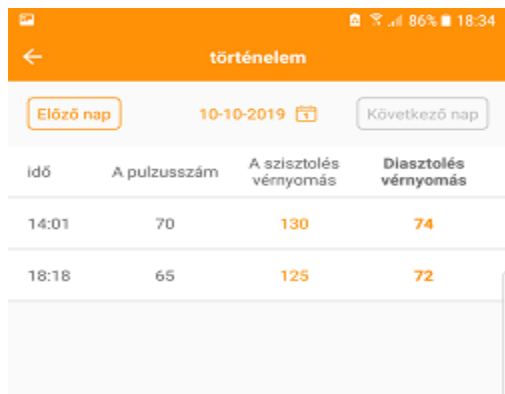 86% 18:34
történelem
Előző nap 10-10-2019 Következő nap
idő A pulzusszám A szisztolés vérnyomás Diasztolés vérnyomás
14:01 70 130 74
18:18 65 125 72